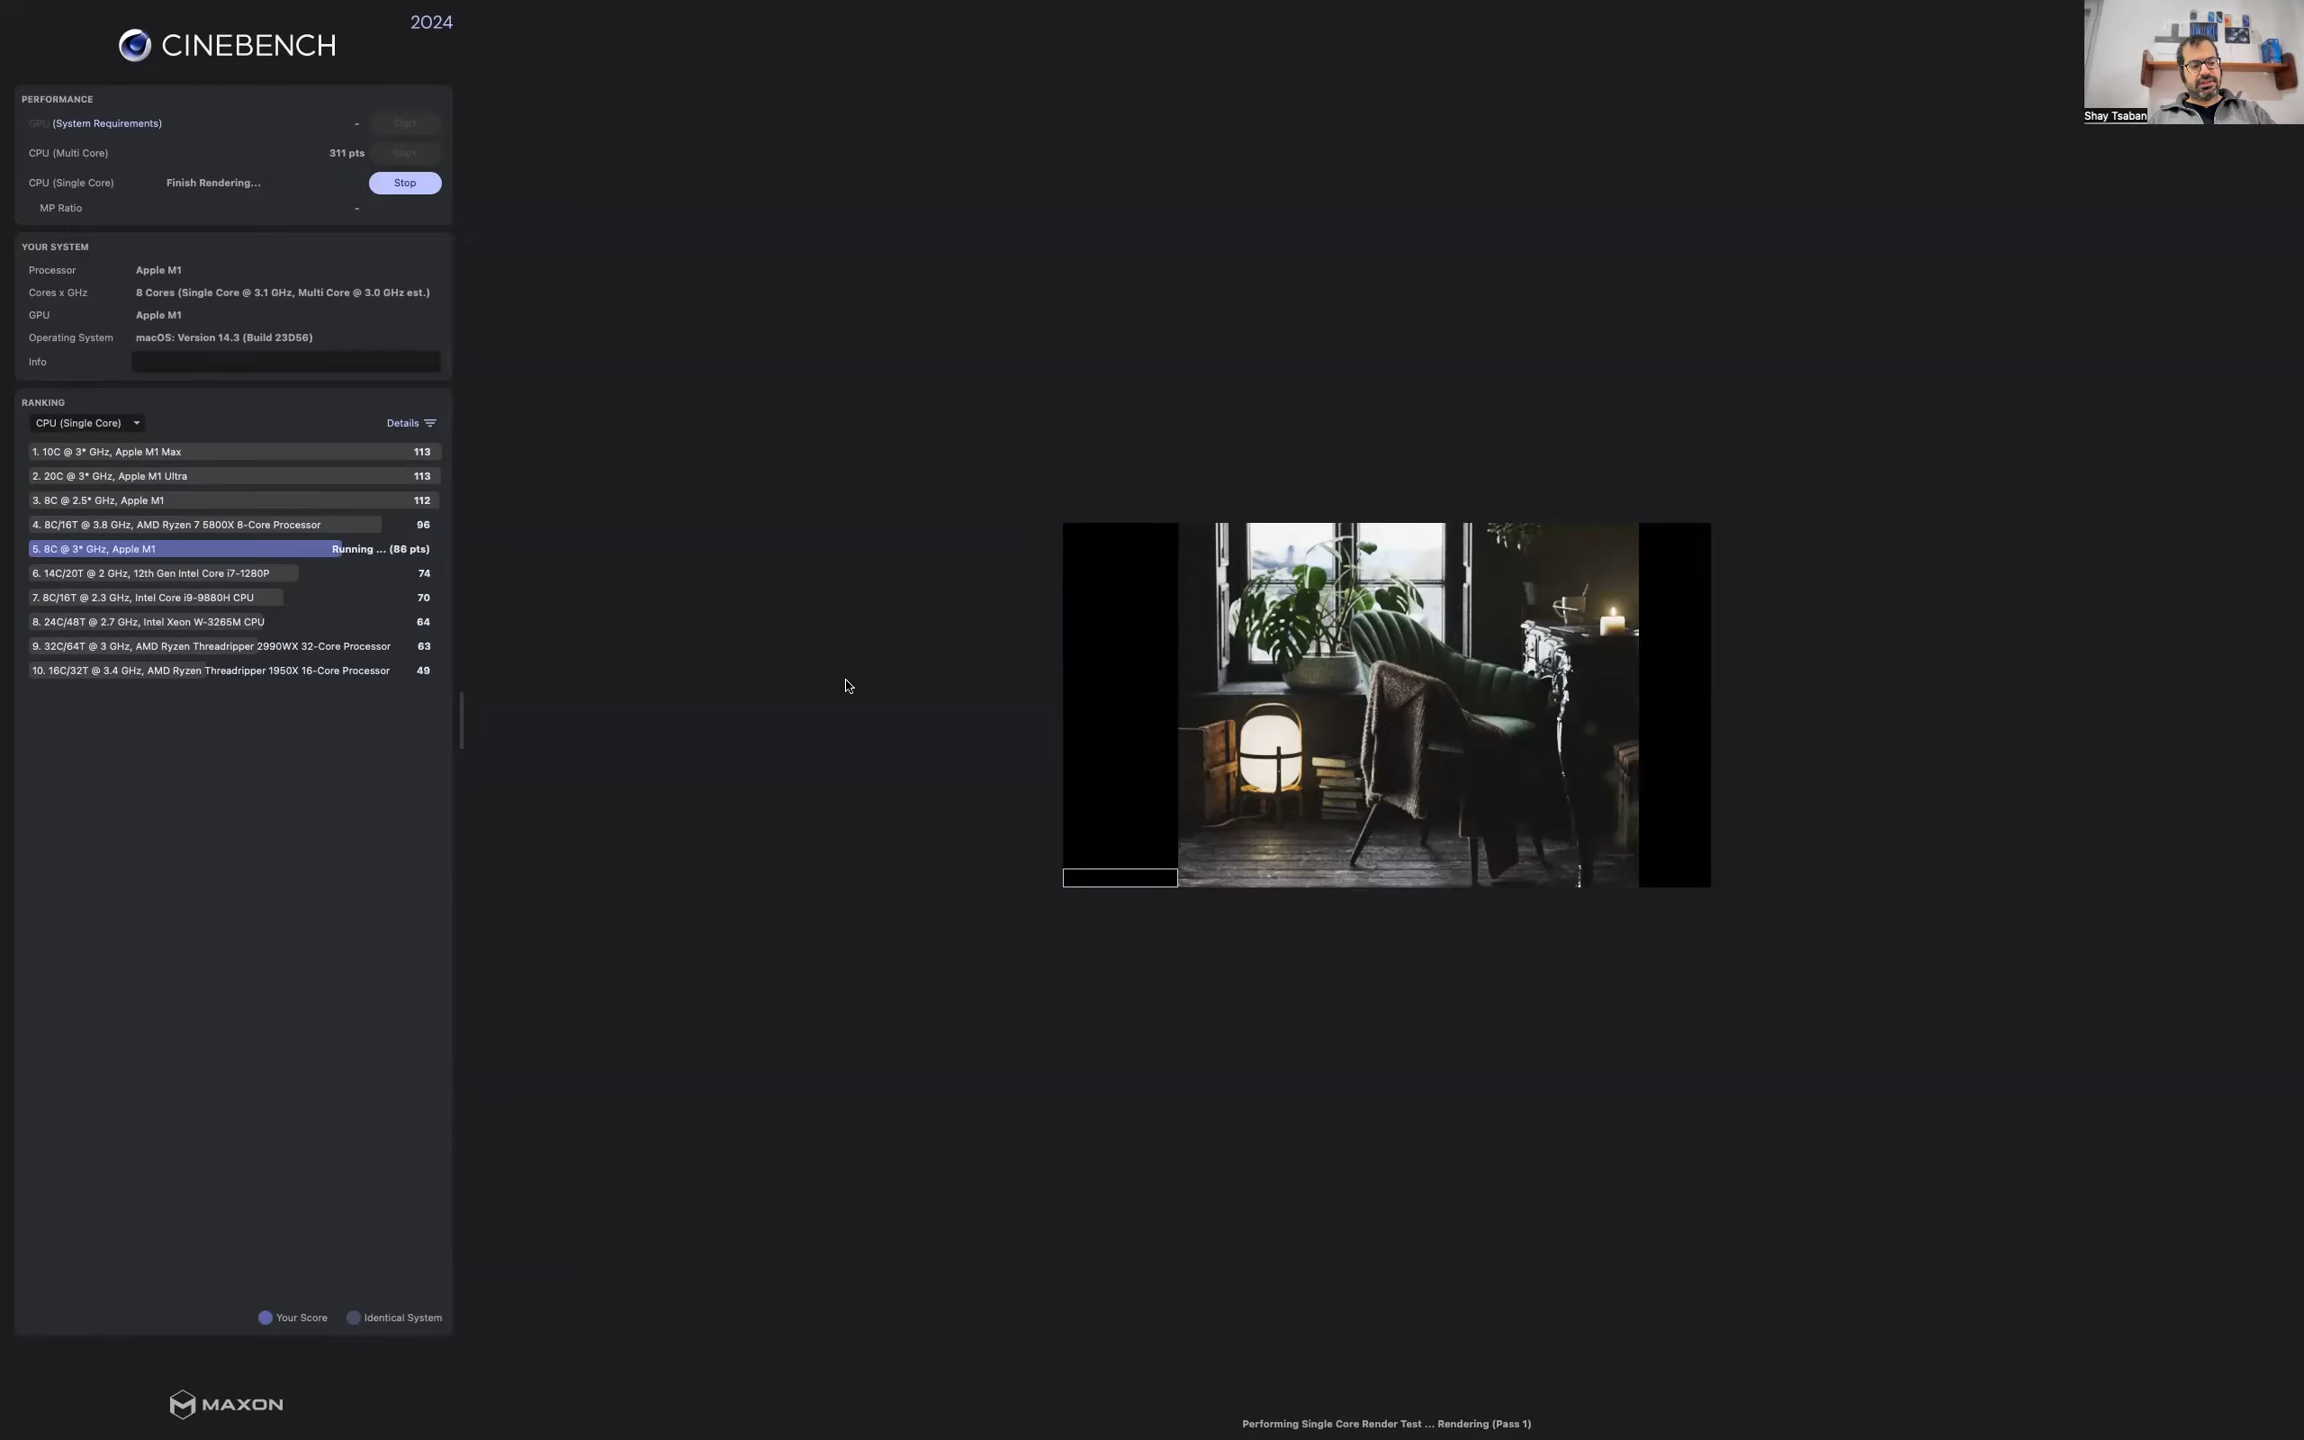 2024
CINEBENCH
PERFORMANCE
GPU (System Requirements) - Start
CPU (Multi Core) 311 pts Start
CPU (Single Core) Finish Rendering... Stop
MP Ratio -
YOUR SYSTEM
Processor Apple M1
Cores x GHz 8 Cores (Single Core @ 3.1 GHz, Multi Core @ 3.0 GHz est.)
GPU Apple M1
Operating System macOS: Version 14.3 (Build 23D56)
Info
RANKING
CPU (Single Core) Details
1. 10C @ 3* GHz, Apple M1 Max 113
2. 20C @ 3* GHz, Apple M1 Ultra 113
3. 8C @ 2.5* GHz, Apple M1 112
4. 8C/16T @ 3.8 GHz, AMD Ryzen 7 5800X 8-Core Processor 96
5. 8C @ 3* GHz, Apple M1 Running ... (86 pts)
6. 14C/20T @ 2 GHz, 12th Gen Intel Core i7-1280P 74
7. 8C/16T @ 2.3 GHz, Intel Core i9-9880H CPU 70
8. 24C/48T @ 2.7 GHz, Intel Xeon W-3265M CPU 64
9. 32C/64T @ 3 GHz, AMD Ryzen Threadripper 2990WX 32-Core Processor 63
10. 16C/32T @ 3.4 GHz, AMD Ryzen Threadripper 1950X 16-Core Processor 49
Your Score Identical System
MAXON
Performing Single Core Render Test ... Rendering (Pass 1)
Shay Tsaban